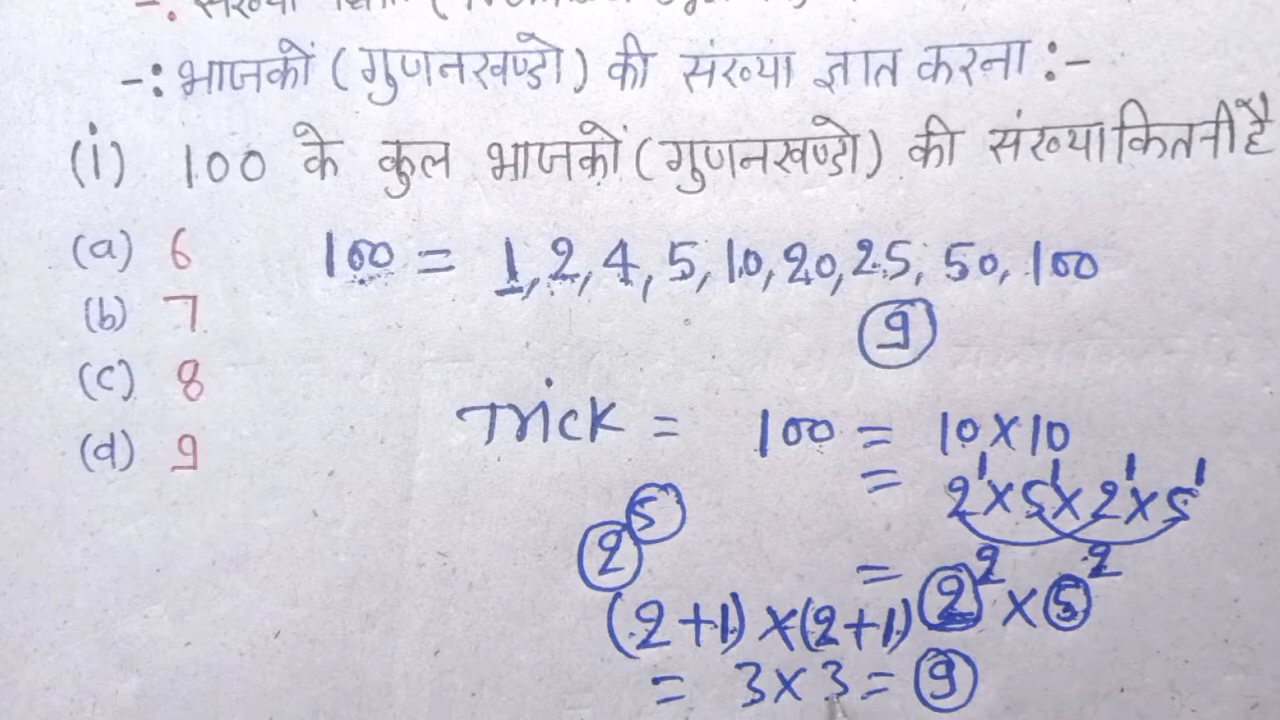 -: भाजकों (गुणनखण्डो) की संख्या ज्ञात करना :-
(i) 100 के कुल भाजकों (गुणनखण्डो) की संख्या कितनी है
(a) 6
100 = 1, 2, 4, 5, 10, 20, 25, 50, 100
(b) 7
9
(c) 8
Trick = 100 = 10 × 10
(d) 9
= 2¹ × 5¹ × 2¹ × 5¹
2⁵
= 2² × 5²
(2+1) × (2+1)
= 3 × 3 = 9